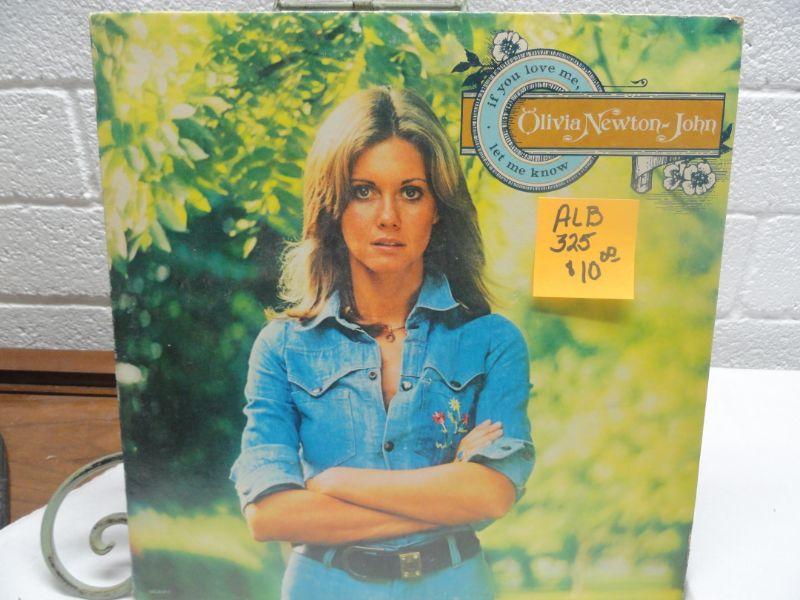 if you love me,
let me know
Olivia Newton-John
ALB
325
$10.00